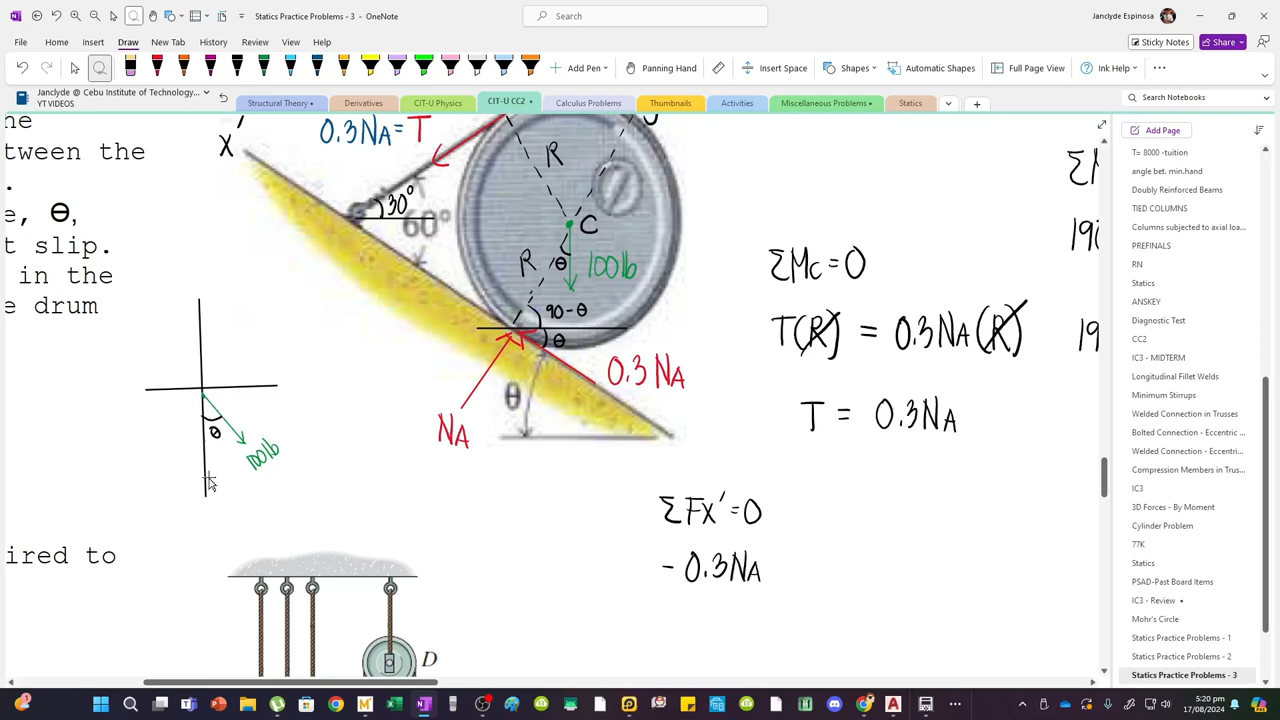 Statics Practice Problems - 3 - OneNote
Search
Janclyde Espinosa
File Home Insert Draw New Tab History Review View Help
Sticky Notes Share
Add Pen Panning Hand Insert Space Shapes Automatic Shapes Full Page View Ink Help
Janclyde @ Cebu Institute of Technology...
YT VIDEOS
Structural Theory Derivatives CIT-U Physics CIT-U CC2 Calculus Problems Thumbnails Activities Miscellaneous Problems Statics
Search Notebooks
Add Page
T= 8000 -tuition
angle bet. min.hand
Doubly Reinforced Beams
TIED COLUMNS
Columns subjected to axial loa...
PREFINALS
RN
Statics
ANSKEY
Diagnostic Test
CC2
IC3 - MIDTERM
Longitudinal Fillet Welds
Minimum Stirrups
Welded Connection in Trusses
Bolted Connection - Eccentric ...
Welded Connection - Eccentri...
Compression Members in Trus...
IC3
3D Forces - By Moment
Cylinder Problem
77K
Statics
PSAD-Past Board Items
IC3 - Review
Mohr's Circle
Statics Practice Problems - 1
Statics Practice Problems - 2
Statics Practice Problems - 3
he
tween the
.
e, θ,
t slip.
in the
e drum
ired to
X'
0.3NA = T
30°
60°
R
C
R
θ
100lb
90-θ
θ
0.3 NA
θ
NA
θ
100lb
ΣMc = 0
T(R) = 0.3NA(R)
T = 0.3NA
ΣFx' = 0
- 0.3NA
D
5:20 pm
17/08/2024